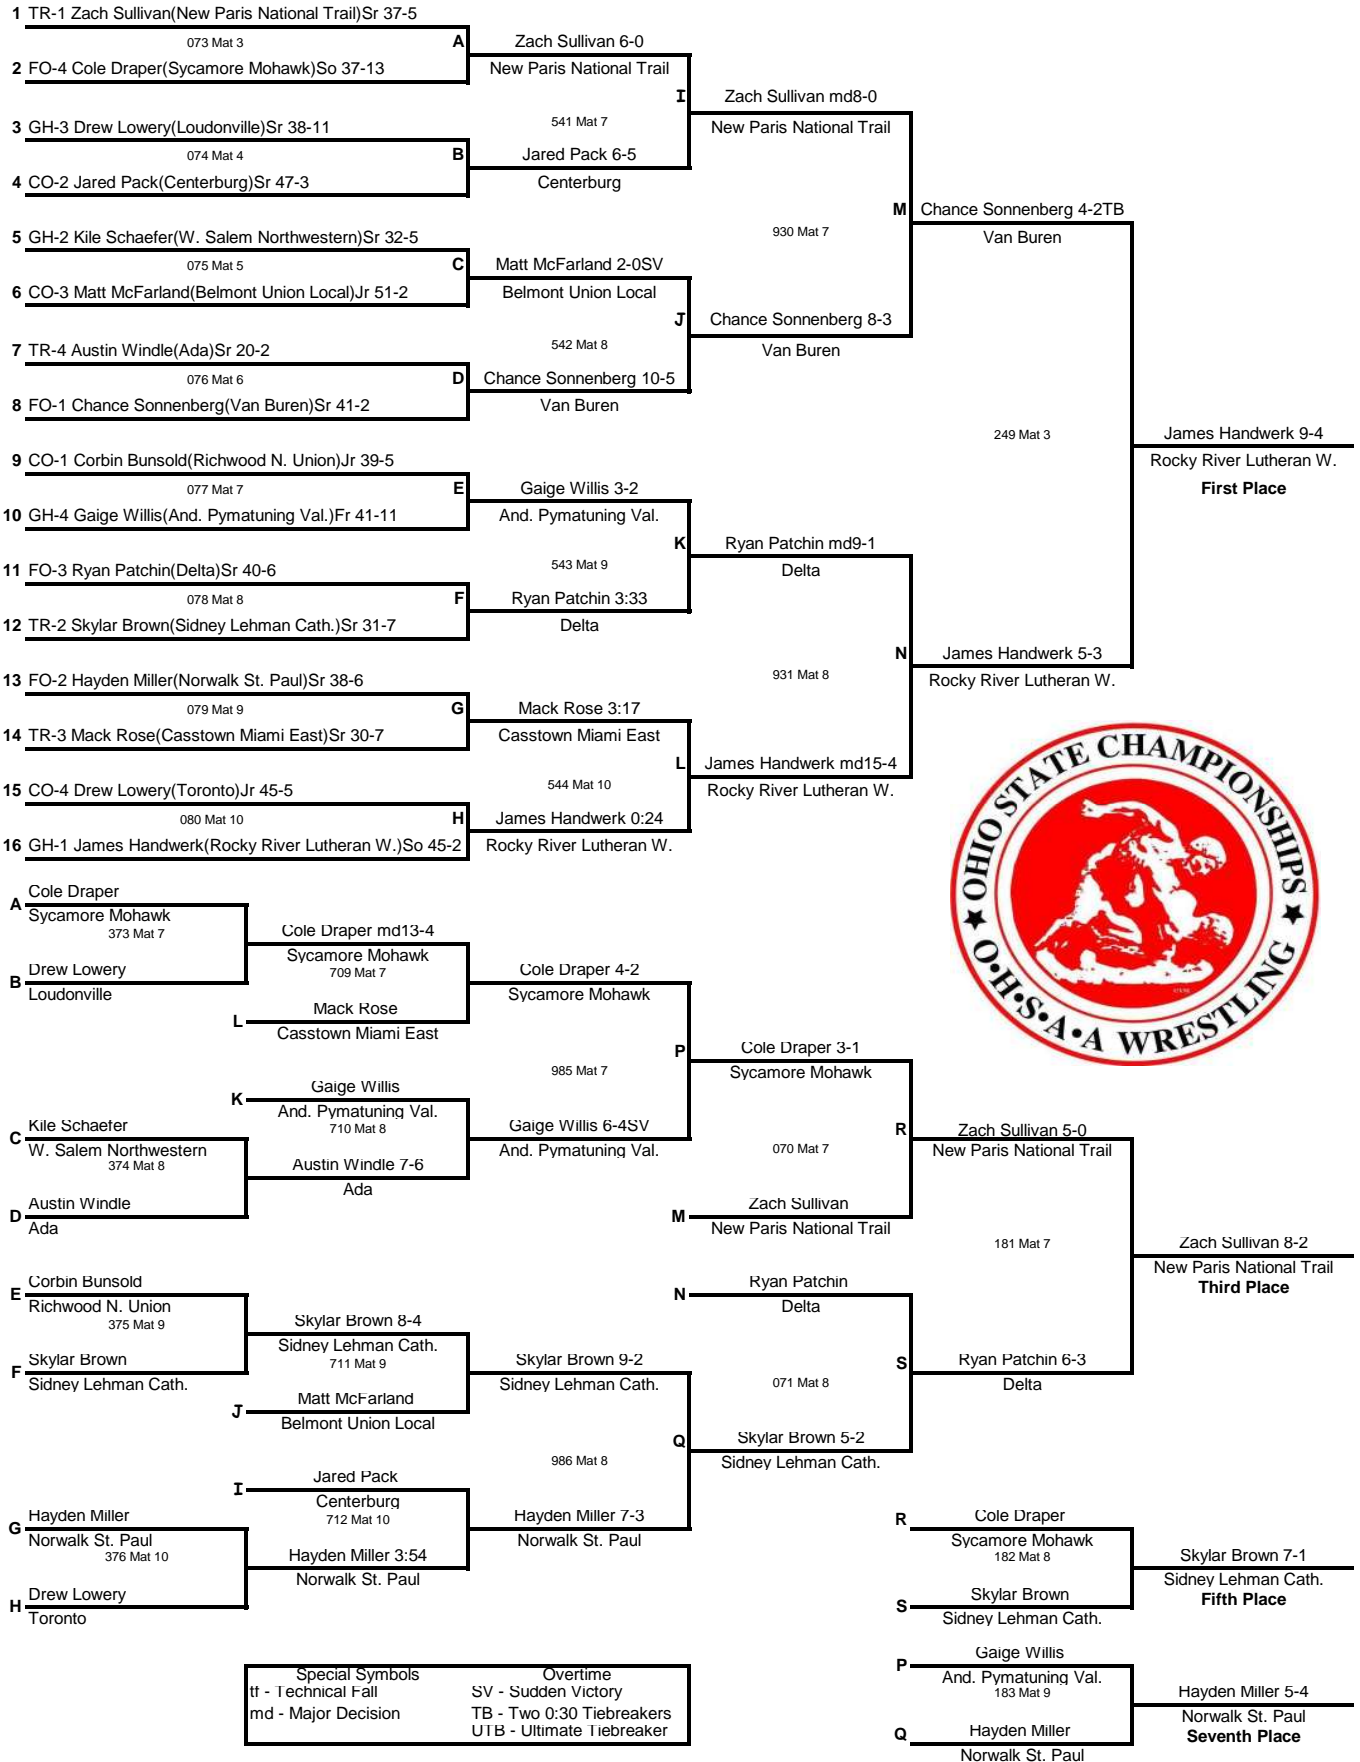 1 TR-1 Zach Sullivan(New Paris National Trail)Sr 37-5
073 Mat 3
A
2 FO-4 Cole Draper(Sycamore Mohawk)So 37-13
Zach Sullivan 6-0
New Paris National Trail
I
3 GH-3 Drew Lowery(Loudonville)Sr 38-11
074 Mat 4
B
4 CO-2 Jared Pack(Centerburg)Sr 47-3
541 Mat 7
Jared Pack 6-5
Centerburg
Zach Sullivan md8-0
New Paris National Trail
M
5 GH-2 Kile Schaefer(W. Salem Northwestern)Sr 32-5
075 Mat 5
C
6 CO-3 Matt McFarland(Belmont Union Local)Jr 51-2
Matt McFarland 2-0SV
Belmont Union Local
J
930 Mat 7
Chance Sonnenberg 4-2TB
Van Buren
7 TR-4 Austin Windle(Ada)Sr 20-2
076 Mat 6
D
8 FO-1 Chance Sonnenberg(Van Buren)Sr 41-2
542 Mat 8
Chance Sonnenberg 10-5
Van Buren
Chance Sonnenberg 8-3
Van Buren
249 Mat 3
James Handwerk 9-4
Rocky River Lutheran W.
First Place
9 CO-1 Corbin Bunsold(Richwood N. Union)Jr 39-5
077 Mat 7
E
10 GH-4 Gaige Willis(And. Pymatuning Val.)Fr 41-11
Gaige Willis 3-2
And. Pymatuning Val.
K
11 FO-3 Ryan Patchin(Delta)Sr 40-6
078 Mat 8
F
12 TR-2 Skylar Brown(Sidney Lehman Cath.)Sr 31-7
543 Mat 9
Ryan Patchin 3:33
Delta
Ryan Patchin md9-1
Delta
N
13 FO-2 Hayden Miller(Norwalk St. Paul)Sr 38-6
079 Mat 9
G
14 TR-3 Mack Rose(Casstown Miami East)Sr 30-7
Mack Rose 3:17
Casstown Miami East
L
931 Mat 8
James Handwerk 5-3
Rocky River Lutheran W.
15 CO-4 Drew Lowery(Toronto)Jr 45-5
080 Mat 10
H
16 GH-1 James Handwerk(Rocky River Lutheran W.)So 45-2
544 Mat 10
James Handwerk 0:24
Rocky River Lutheran W.
James Handwerk md15-4
Rocky River Lutheran W.
★ OHIO STATE CHAMPIONSHIPS ★
O•H•S•A•A WRESTLING
A
Cole Draper
Sycamore Mohawk
373 Mat 7
B
Drew Lowery
Loudonville
Cole Draper md13-4
Sycamore Mohawk
709 Mat 7
L
Mack Rose
Casstown Miami East
Cole Draper 4-2
Sycamore Mohawk
P
985 Mat 7
K
Gaige Willis
And. Pymatuning Val.
710 Mat 8
C
Kile Schaefer
W. Salem Northwestern
374 Mat 8
D
Austin Windle
Ada
Austin Windle 7-6
Ada
Gaige Willis 6-4SV
And. Pymatuning Val.
Cole Draper 3-1
Sycamore Mohawk
R
070 Mat 7
M
Zach Sullivan
New Paris National Trail
Zach Sullivan 5-0
New Paris National Trail
181 Mat 7
Zach Sullivan 8-2
New Paris National Trail
Third Place
E
Corbin Bunsold
Richwood N. Union
375 Mat 9
F
Skylar Brown
Sidney Lehman Cath.
Skylar Brown 8-4
Sidney Lehman Cath.
711 Mat 9
J
Matt McFarland
Belmont Union Local
Skylar Brown 9-2
Sidney Lehman Cath.
Q
986 Mat 8
N
Ryan Patchin
Delta
S
071 Mat 8
Skylar Brown 5-2
Sidney Lehman Cath.
Ryan Patchin 6-3
Delta
I
Jared Pack
Centerburg
712 Mat 10
G
Hayden Miller
Norwalk St. Paul
376 Mat 10
H
Drew Lowery
Toronto
Hayden Miller 3:54
Norwalk St. Paul
Hayden Miller 7-3
Norwalk St. Paul
R
Cole Draper
Sycamore Mohawk
182 Mat 8
S
Skylar Brown
Sidney Lehman Cath.
Skylar Brown 7-1
Sidney Lehman Cath.
Fifth Place
P
Gaige Willis
And. Pymatuning Val.
183 Mat 9
Q
Hayden Miller
Norwalk St. Paul
Hayden Miller 5-4
Norwalk St. Paul
Seventh Place
Special Symbols
tf - Technical Fall
md - Major Decision
Overtime
SV - Sudden Victory
TB - Two 0:30 Tiebreakers
UTB - Ultimate Tiebreaker